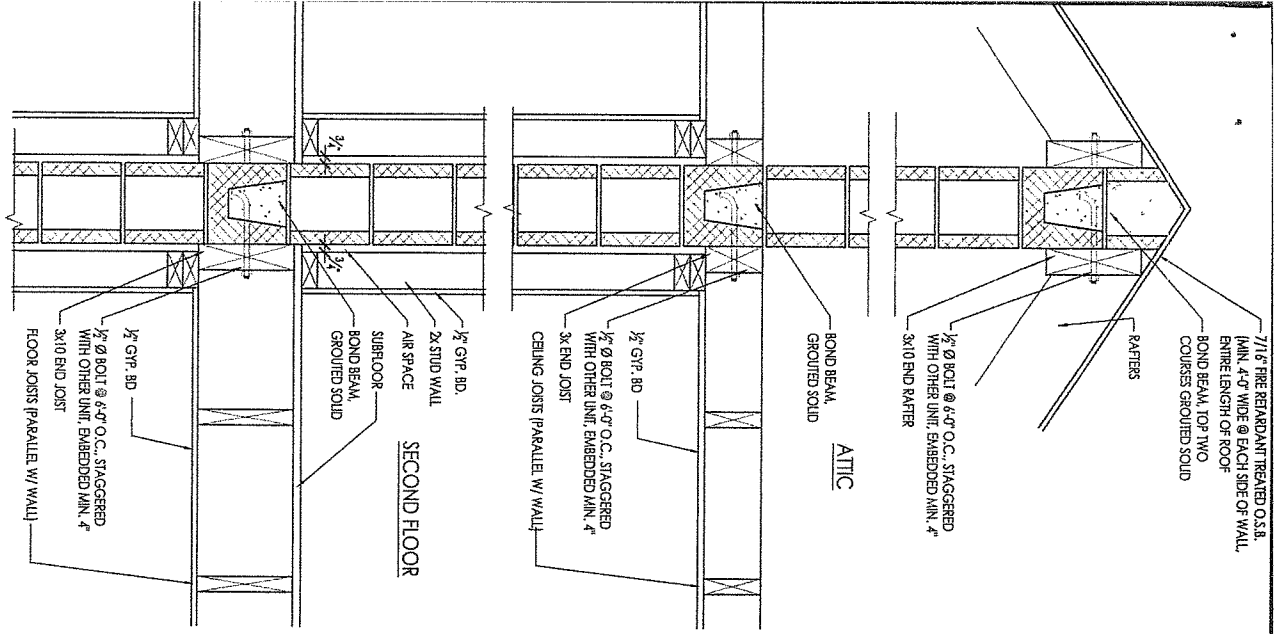 7/16" FIRE RETARDANT TREATED O.S.B.
(MIN. 4'-0" WIDE @ EACH SIDE OF WALL,
ENTIRE LENGTH OF ROOF
BOND BEAM, TOP TWO
COURSES GROUTED SOLID
RAFTERS
½" Ø BOLT @ 6'-0" O.C., STAGGERED
WITH OTHER UNIT, EMBEDDED MIN. 4"
3x10 END RAFTER
ATTIC
BOND BEAM,
GROUTED SOLID
½" GYP. BD
½" Ø BOLT @ 6'-0" O.C., STAGGERED
WITH OTHER UNIT, EMBEDDED MIN. 4"
3x END JOIST
CEILING JOISTS (PARALLEL W/ WALL)
½" GYP. BD.
2x STUD WALL
AIR SPACE
SUBFLOOR
BOND BEAM,
GROUTED SOLID
¾"
¾"
SECOND FLOOR
½" GYP. BD
½" Ø BOLT @ 6'-0" O.C., STAGGERED
WITH OTHER UNIT, EMBEDDED MIN. 4"
3x10 END JOIST
FLOOR JOISTS (PARALLEL W/ WALL)